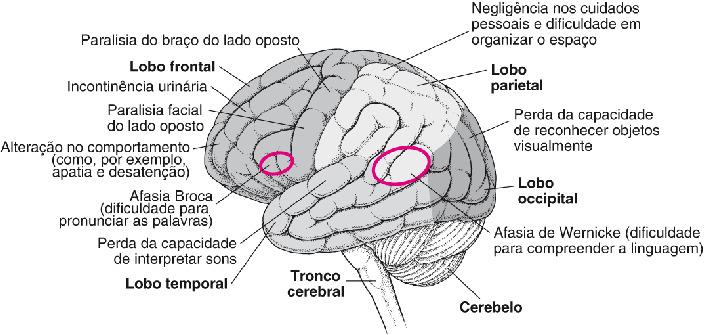 Negligência nos cuidados
pessoais e dificuldade em
organizar o espaço
Paralisia do braço do lado oposto
Lobo frontal
Incontinência urinária
Paralisia facial
do lado oposto
Alteração no comportamento
(como, por exemplo,
apatia e desatenção)
Afasia Broca
(dificuldade para
pronunciar as palavras)
Perda da capacidade
de interpretar sons
Lobo temporal
Tronco
cerebral
Lobo
parietal
Perda da capacidade
de reconhecer objetos
visualmente
Lobo
occipital
Afasia de Wernicke (dificuldade
para compreender a linguagem)
Cerebelo